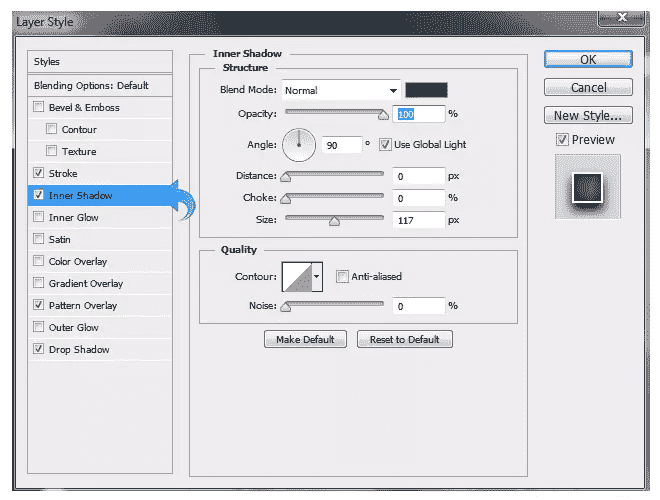 Layer Style
X
Styles
Blending Options: Default
Bevel & Emboss
Contour
Texture
Stroke
Inner Shadow
Inner Glow
Satin
Color Overlay
Gradient Overlay
Pattern Overlay
Outer Glow
Drop Shadow
Inner Shadow
Structure
Blend Mode: Normal
Opacity: 100 %
Angle: 90 ° Use Global Light
Distance: 0 px
Choke: 0 %
Size: 117 px
Quality
Contour: Anti-aliased
Noise: 0 %
Make Default Reset to Default
OK
Cancel
New Style...
Preview